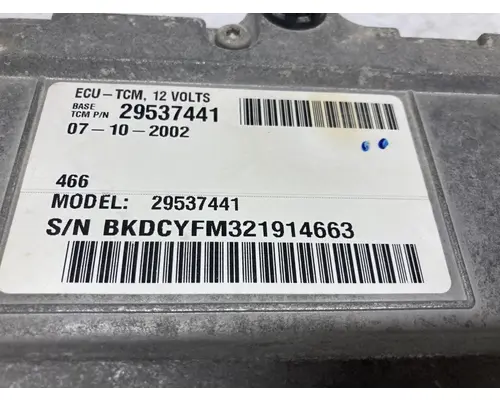 ECU-TCM, 12 VOLTS
BASE TCM P/N 29537441
07-10-2002
466
MODEL: 29537441
S/N BKDCYFM321914663